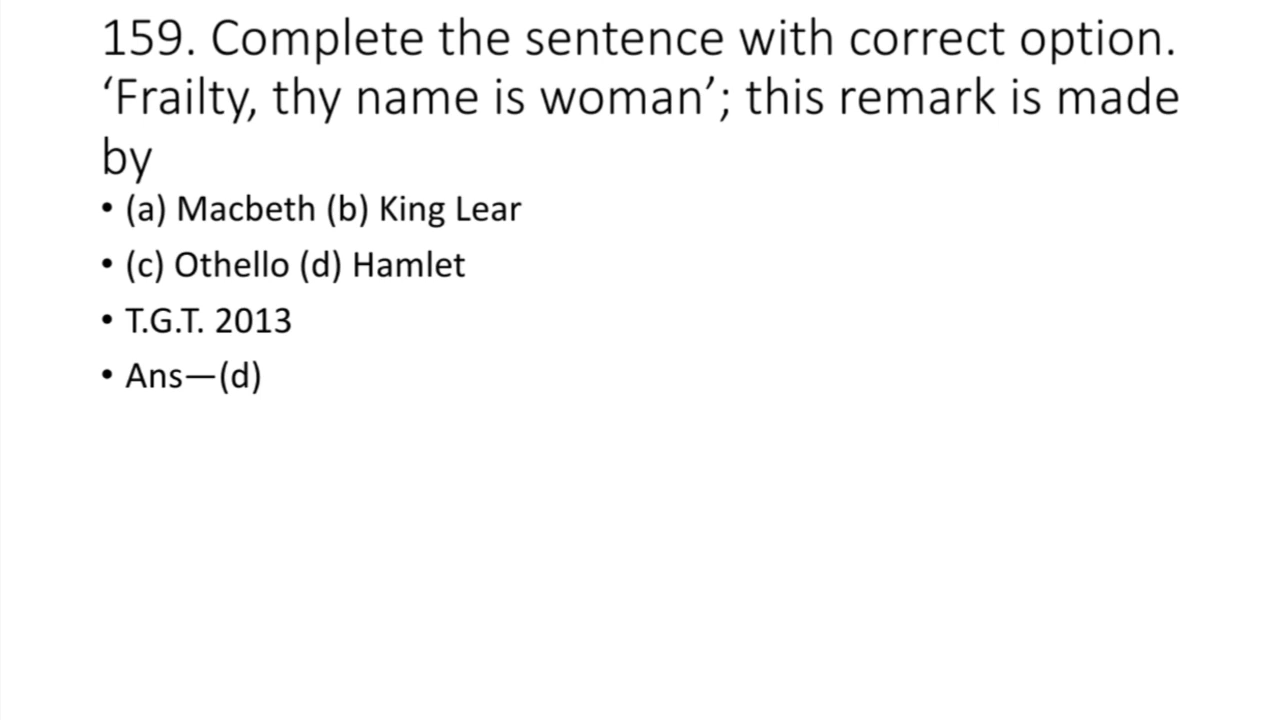 159. Complete the sentence with correct option.
‘Frailty, thy name is woman’; this remark is made
by
• (a) Macbeth (b) King Lear
• (c) Othello (d) Hamlet
• T.G.T. 2013
• Ans—(d)